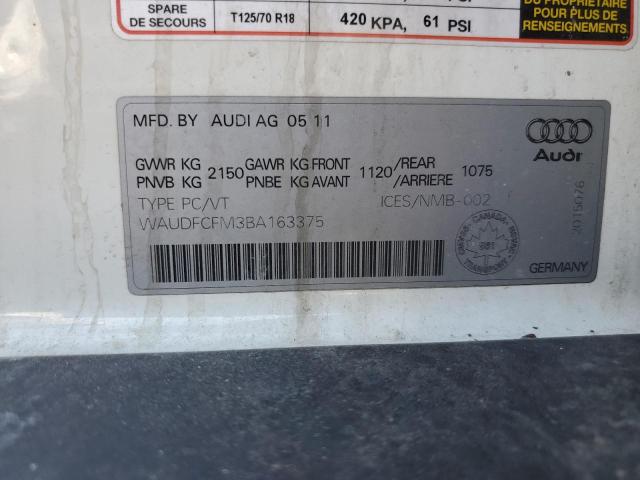 SPARE
DE SECOURS
T125/70 R18
420 KPA, 61 PSI
DU PROPRIÉTAIRE
POUR PLUS DE
RENSEIGNEMENTS
MFD. BY AUDI AG 05 11
GVWR KG 2150 GAWR KG FRONT 1120 /REAR 1075
PNVB KG PNBE KG AVANT /ARRIERE
TYPE PC/VT ICES/NMB-002
WAUDFCFM3BA163375
Audi
CANADA
TRANSPORT
GERMANY